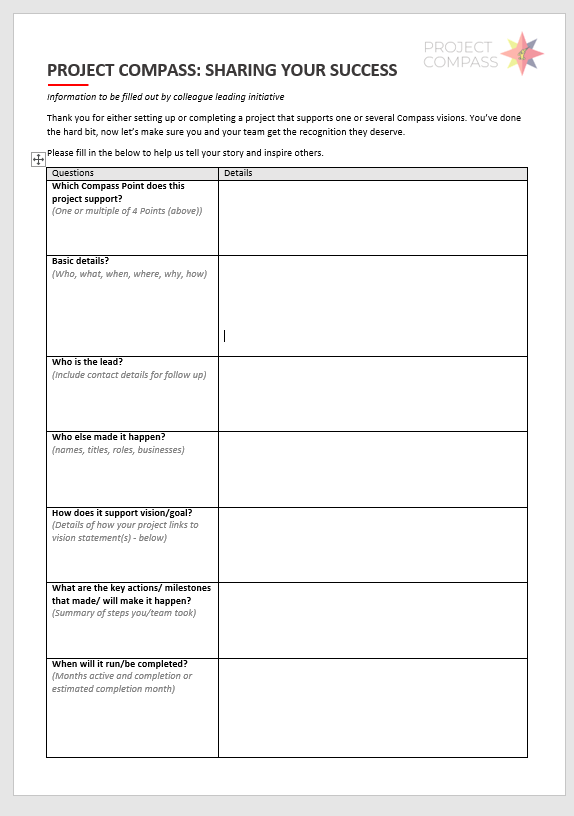 PROJECT
COMPASS
PROJECT COMPASS: SHARING YOUR SUCCESS
Information to be filled out by colleague leading initiative
Thank you for either setting up or completing a project that supports one or several Compass visions. You've done
the hard bit, now let's make sure you and your team get the recognition they deserve.
Please fill in the below to help us tell your story and inspire others.
Questions
Details
Which Compass Point does this
project support?
(One or multiple of 4 Points (above))
Basic details?
(Who, what, when, where, why, how)
Who is the lead?
(Include contact details for follow up)
Who else made it happen?
(names, titles, roles, businesses)
How does it support vision/goal?
(Details of how your project links to
vision statement(s) - below)
What are the key actions/ milestones
that made/ will make it happen?
(Summary of steps you/team took)
When will it run/be completed?
(Months active and completion or
estimated completion month)